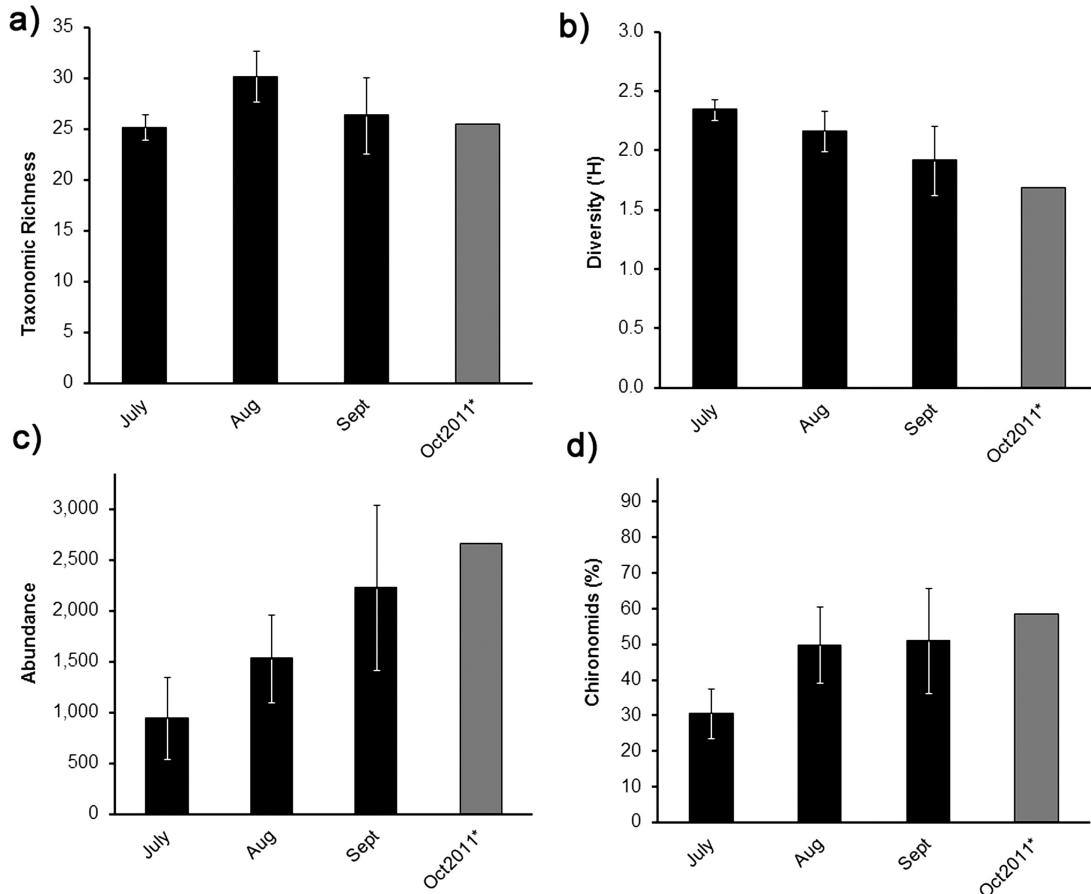 a)
Taxonomic Richness
35
30
25
20
15
10
5
0
July
Aug
Sept
Oct2011*
b)
Diversity ('H)
3.0
2.5
2.0
1.5
1.0
0.5
0.0
July
Aug
Sept
Oct2011*
c)
Abundance
3,000
2,500
2,000
1,500
1,000
500
0
July
Aug
Sept
Oct2011*
d)
Chironomids (%)
90
80
70
60
50
40
30
20
10
0
July
Aug
Sept
Oct2011*